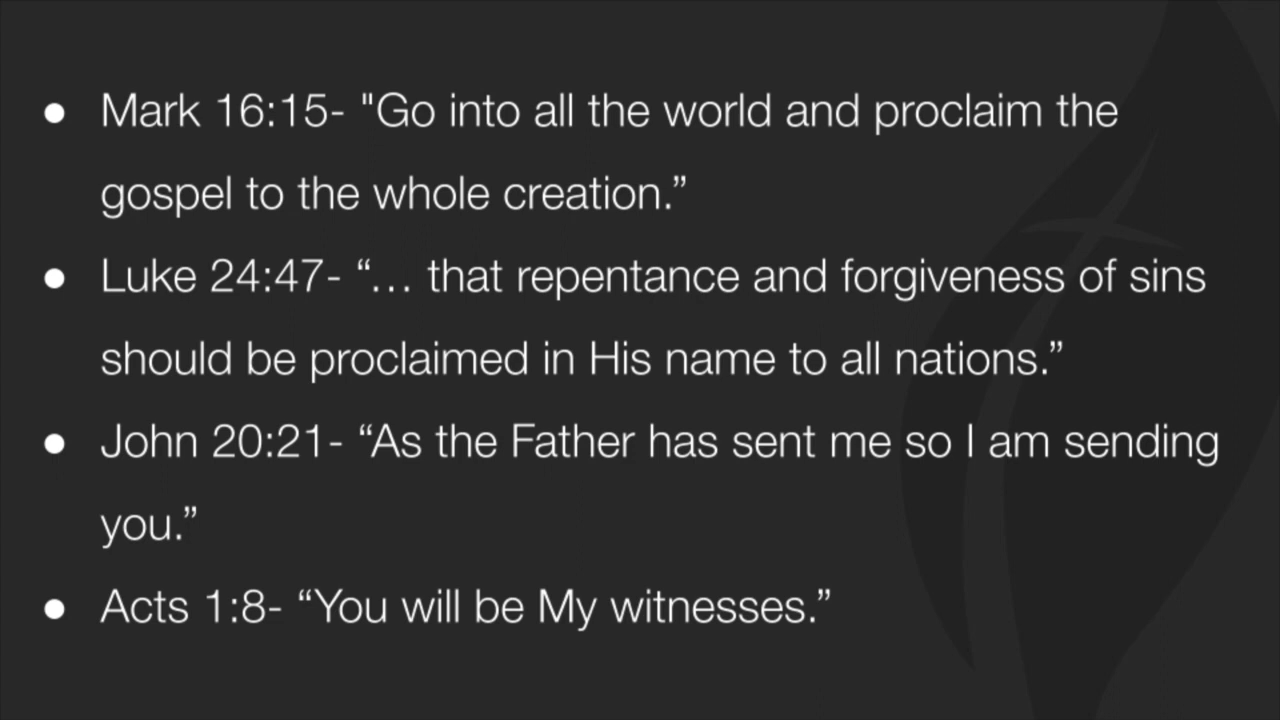 ● Mark 16:15- "Go into all the world and proclaim the
gospel to the whole creation.”
● Luke 24:47- “… that repentance and forgiveness of sins
should be proclaimed in His name to all nations.”
● John 20:21- “As the Father has sent me so I am sending
you.”
● Acts 1:8- “You will be My witnesses.”